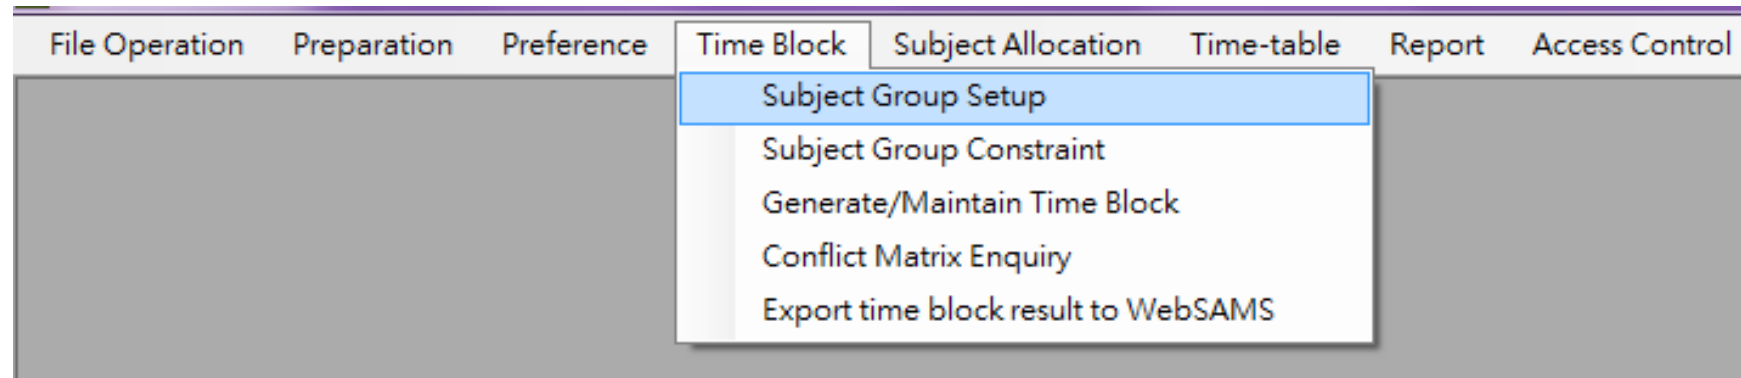 File Operation Preparation Preference Time Block Subject Allocation Time-table Report Access Control
Subject Group Setup
Subject Group Constraint
Generate/Maintain Time Block
Conflict Matrix Enquiry
Export time block result to WebSAMS